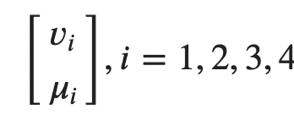 [ v_i
μ_i ], i = 1, 2, 3, 4